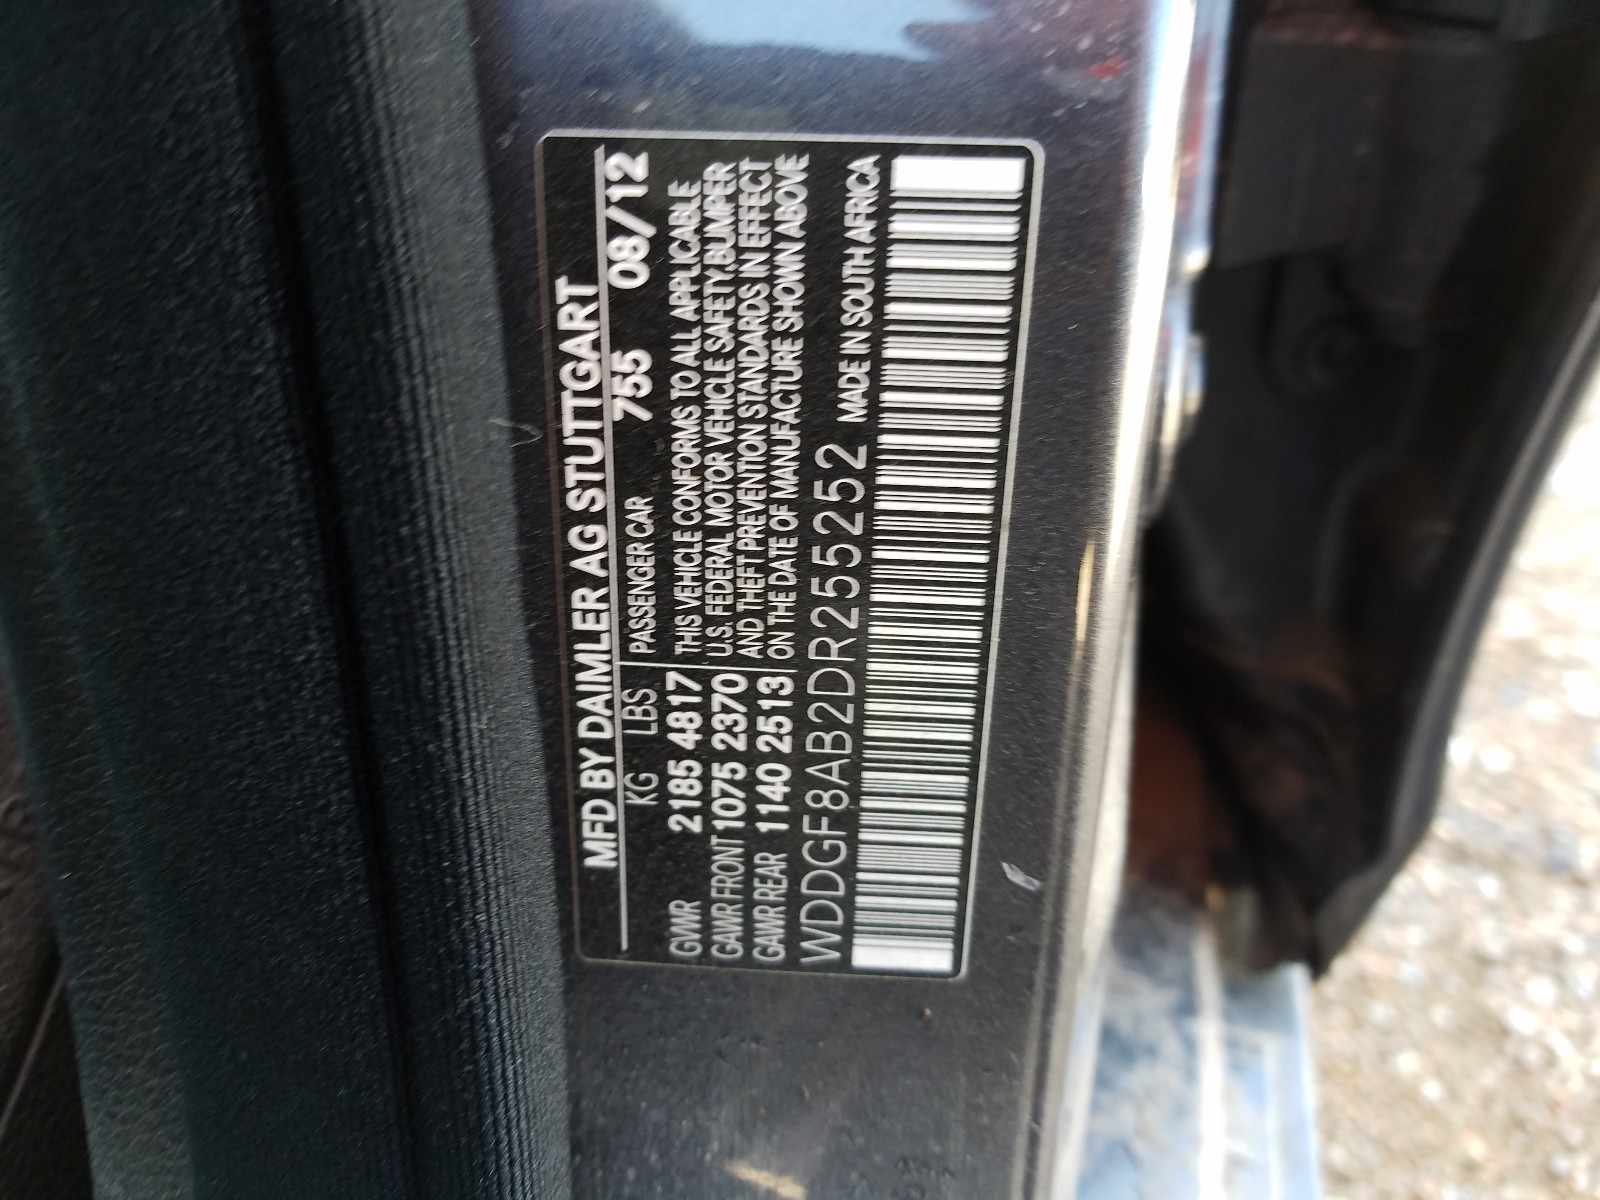 MFD BY DAIMLER AG STUTTGART
KG LBS PASSENGER CAR 755 08/12
GWR 2185 4817 THIS VEHICLE CONFORMS TO ALL APPLICABLE
GAWR FRONT 1075 2370 U.S. FEDERAL MOTOR VEHICLE SAFETY, BUMPER
AND THEFT PREVENTION STANDARDS IN EFFECT
GAWR REAR 1140 2513 ON THE DATE OF MANUFACTURE SHOWN ABOVE
WDDGF8AB2DR255252 MADE IN SOUTH AFRICA